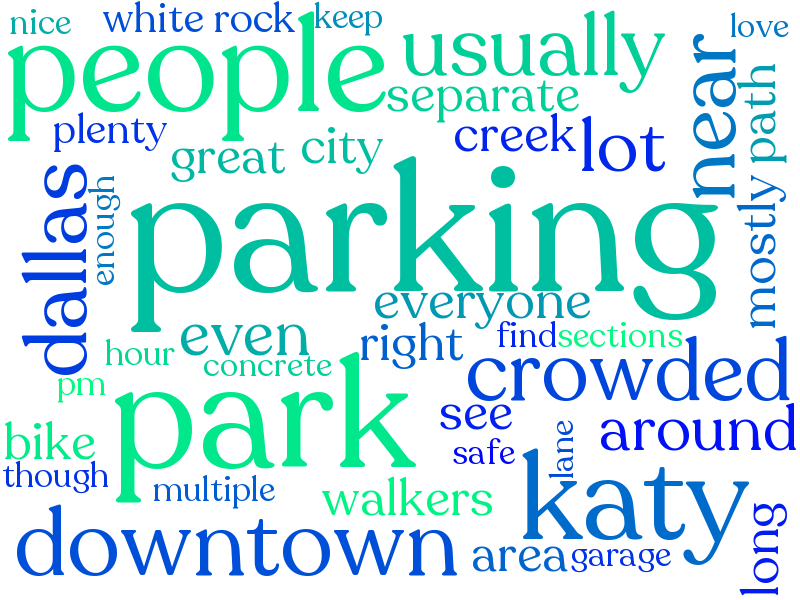 nice
white rock
keep
love
people
usually
near
separate
mostly path
plenty
creek
lot
great
city
dallas
enough
parking
everyone
even
right
find
sections
hour
concrete
crowded
pm
park
see
around
bike
safe
lane
though
multiple
walkers
katy
long
downtown
area
garage